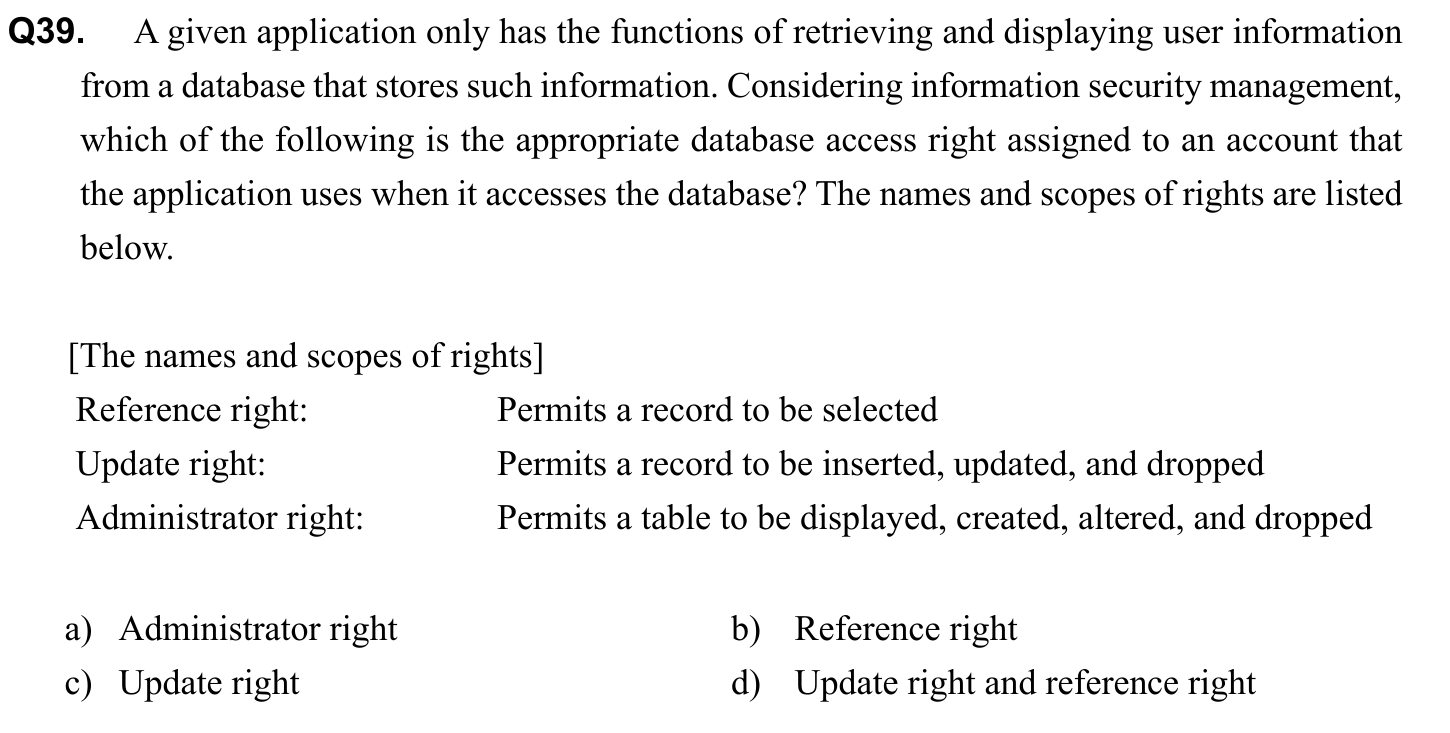 Q39. A given application only has the functions of retrieving and displaying user information
from a database that stores such information. Considering information security management,
which of the following is the appropriate database access right assigned to an account that
the application uses when it accesses the database? The names and scopes of rights are listed
below.
[The names and scopes of rights]
Reference right: Permits a record to be selected
Update right: Permits a record to be inserted, updated, and dropped
Administrator right: Permits a table to be displayed, created, altered, and dropped
a) Administrator right b) Reference right
c) Update right d) Update right and reference right